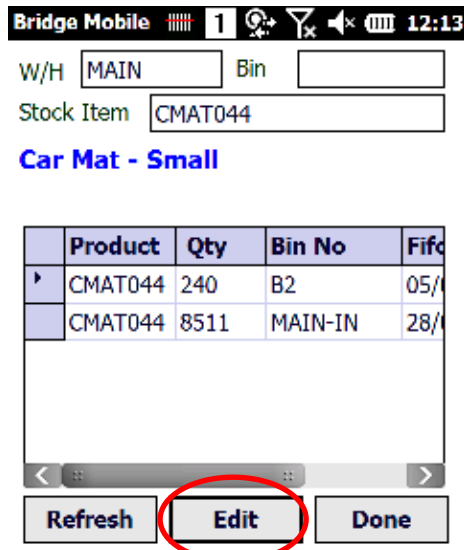 Bridge Mobile 1 12:13
W/H MAIN Bin
Stock Item CMAT044
Car Mat - Small
Product Qty Bin No Fifo
CMAT044 240 B2 05/
CMAT044 8511 MAIN-IN 28/
Refresh Edit Done